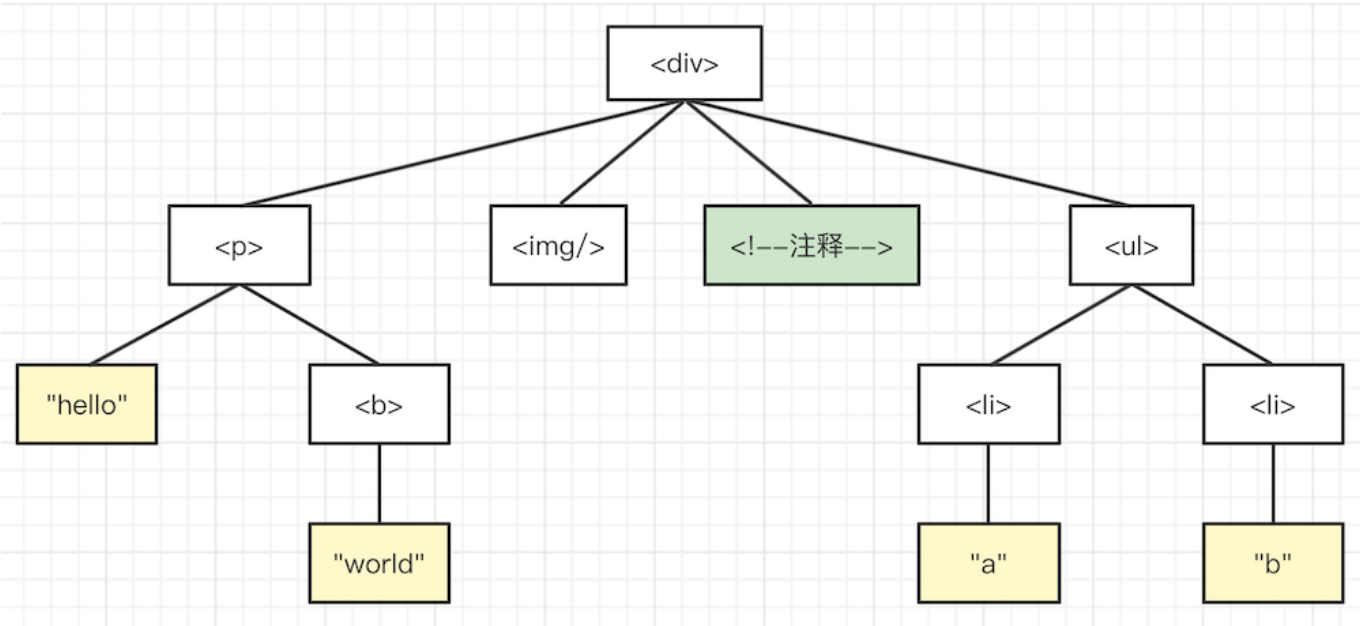 <div>
<p>
<img/>
<!--注释-->
<ul>
"hello"
<b>
<li>
<li>
"world"
"a"
"b"